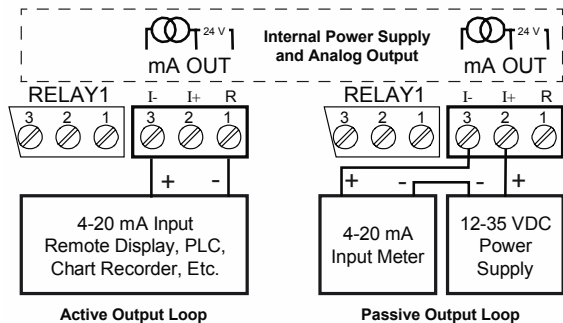 24 V
24 V
Internal Power Supply
and Analog Output
mA OUT
mA OUT
RELAY1
I- I+ R
RELAY1
I- I+ R
3 2 1
3 2 1
3 2 1
3 2 1
+ -
+ - - +
4-20 mA Input
Remote Display, PLC,
Chart Recorder, Etc.
4-20 mA
Input Meter
12-35 VDC
Power
Supply
Active Output Loop
Passive Output Loop